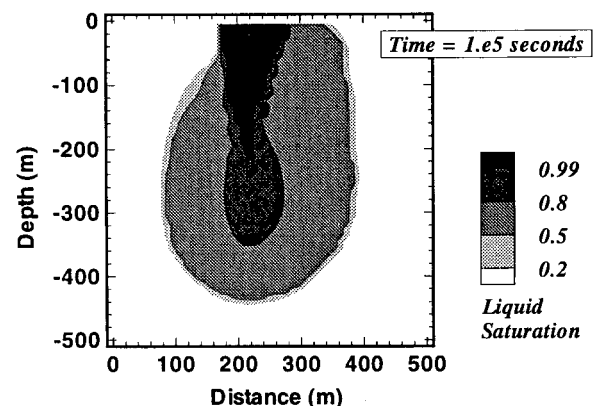 Time = 1.e5 seconds
Depth (m)
0
-100
-200
-300
-400
-500
0 100 200 300 400 500
Distance (m)
0.99
0.8
0.5
0.2
Liquid
Saturation